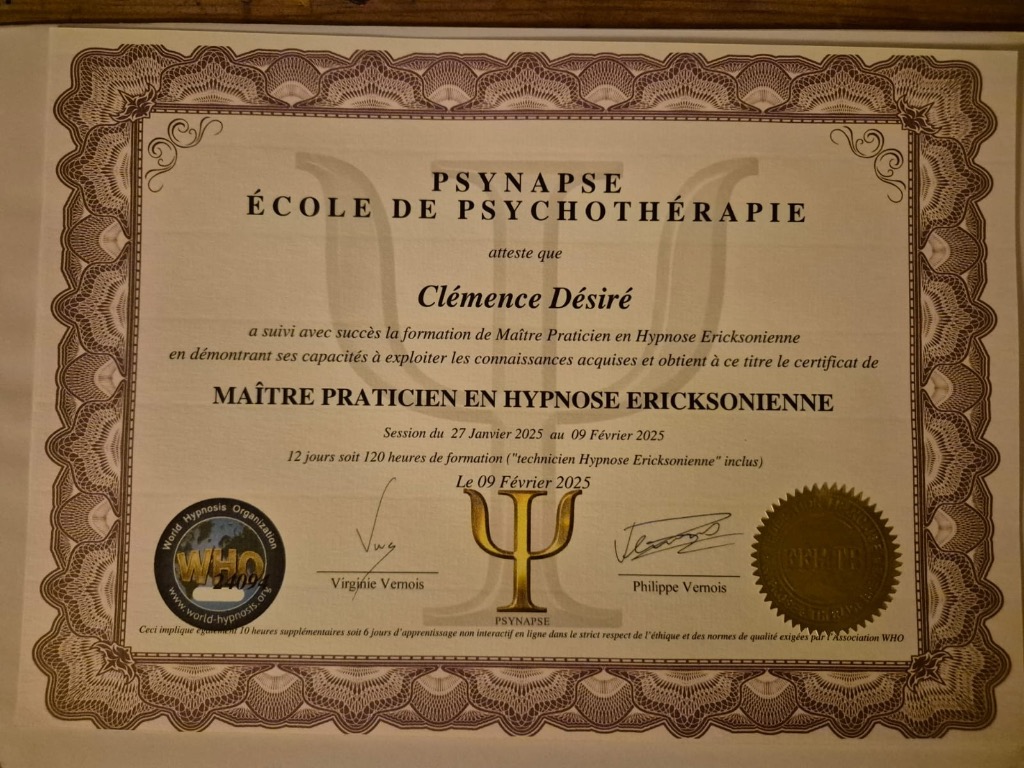 PSYNAPSE
ÉCOLE DE PSYCHOTHÉRAPIE
atteste que
Clémence Désiré
a suivi avec succès la formation de Maître Praticien en Hypnose Ericksonienne
en démontrant ses capacités à exploiter les connaissances acquises et obtient à ce titre le certificat de
MAÎTRE PRATICIEN EN HYPNOSE ERICKSONIENNE
Session du 27 Janvier 2025 au 09 Février 2025
12 jours soit 120 heures de formation ("technicien Hypnose Ericksonienne" inclus)
Le 09 Février 2025
World Hypnosis Organization
WHO
24094
www.world-hypnosis.org
Virginie Vernois
PSYNAPSE
Philippe Vernois
Ceci implique également 10 heures supplémentaires soit 6 jours d'apprentissage non interactif en ligne dans le strict respect de l'éthique et des normes de qualité exigées par l'Association WHO